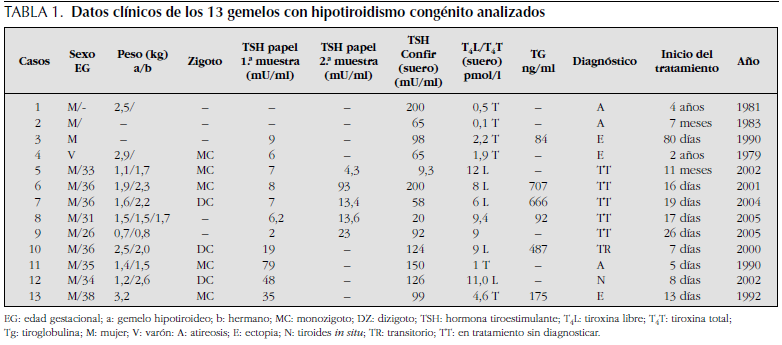 TABLA 1. Datos clínicos de los 13 gemelos con hipotiroidismo congénito analizados
Casos Sexo EG Peso (kg) a/b Zigoto TSH papel 1.ª muestra (mU/ml) TSH papel 2.ª muestra (mU/ml) TSH Confir (suero) (mU/ml) T4L/T4T (suero) pmol/l TG ng/ml Diagnóstico Inicio del tratamiento Año
1 M/- 2,5/ – – – 200 0,5 T – A 4 años 1981
2 M/ – – – – 65 0,1 T – A 7 meses 1983
3 M – – 9 – 98 2,2 T 84 E 80 días 1990
4 V 2,9/ MC 6 – 65 1,9 T – E 2 años 1979
5 M/33 1,1/1,7 MC 7 4,3 9,3 12 L – TT 11 meses 2002
6 M/36 1,9/2,3 MC 8 93 200 8 L 707 TT 16 días 2001
7 M/36 1,6/2,2 DC 7 13,4 58 6 L 666 TT 19 días 2004
8 M/31 1,5/1,5/1,7 – 6,2 13,6 20 9,4 92 TT 17 días 2005
9 M/26 0,7/0,8 2 23 92 9 – TT 26 días 2005
10 M/36 2,5/2,0 DC 19 – 124 9 L 487 TR 7 días 2000
11 M/35 1,4/1,5 MC 79 – 150 1 T A 5 días 1990
12 M/34 1,2/2,6 DC 48 – 126 11,0 L – N 8 días 2002
13 M/38 3,2 MC 35 – 99 4,6 T 175 E 13 días 1992
EG: edad gestacional; a: gemelo hipotiroideo; b: hermano; MC: monozigoto; DZ: dizigoto; TSH: hormona tiroestimulante; T4L: tiroxina libre; T4T: tiroxina total;
Tg: tiroglobulina; M: mujer; V: varón: A: atireosis; E: ectopia; N: tiroides in situ; TR: transitorio; TT: en tratamiento sin diagnosticar.